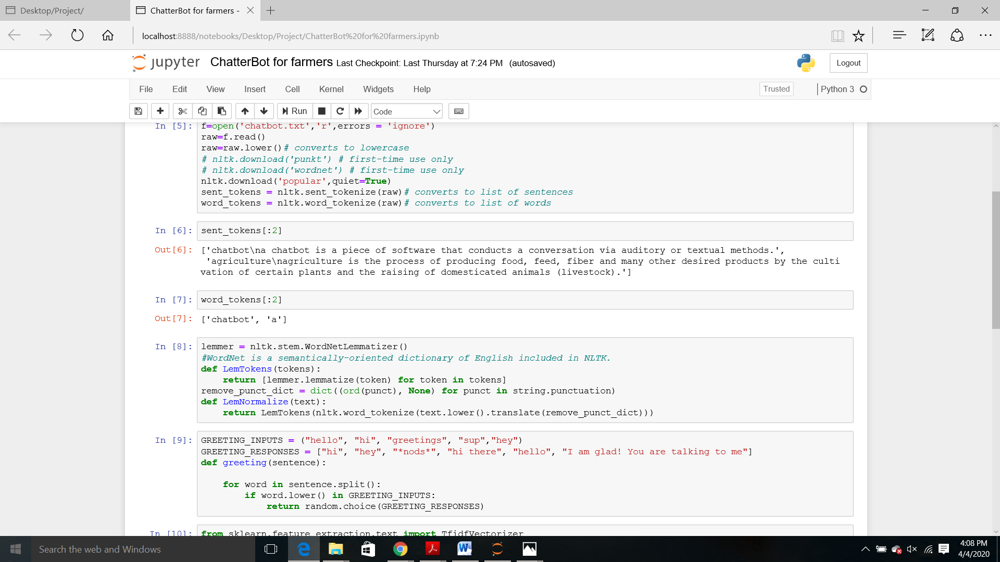 Desktop/Project/
ChatterBot for farmers -
localhost:8888/notebooks/Desktop/Project/ChatterBot%20for%20farmers.ipynb
jupyter ChatterBot for farmers Last Checkpoint: Last Thursday at 7:24 PM (autosaved)
Logout
File Edit View Insert Cell Kernel Widgets Help
Trusted
Python 3
Run
Code
In [5]: f=open('chatbot.txt','r',errors = 'ignore')
raw=f.read()
raw=raw.lower()# converts to lowercase
# nltk.download('punkt') # first-time use only
# nltk.download('wordnet') # first-time use only
nltk.download('popular',quiet=True)
sent_tokens = nltk.sent_tokenize(raw)# converts to list of sentences
word_tokens = nltk.word_tokenize(raw)# converts to list of words
In [6]: sent_tokens[:2]
Out[6]: ['chatbot\na chatbot is a piece of software that conducts a conversation via auditory or textual methods.',
'agriculture\nagriculture is the process of producing food, feed, fiber and many other desired products by the culti
vation of certain plants and the raising of domesticated animals (livestock).']
In [7]: word_tokens[:2]
Out[7]: ['chatbot', 'a']
In [8]: lemmer = nltk.stem.WordNetLemmatizer()
#WordNet is a semantically-oriented dictionary of English included in NLTK.
def LemTokens(tokens):
    return [lemmer.lemmatize(token) for token in tokens]
remove_punct_dict = dict((ord(punct), None) for punct in string.punctuation)
def LemNormalize(text):
    return LemTokens(nltk.word_tokenize(text.lower().translate(remove_punct_dict)))
In [9]: GREETING_INPUTS = ("hello", "hi", "greetings", "sup","hey")
GREETING_RESPONSES = ["hi", "hey", "*nods*", "hi there", "hello", "I am glad! You are talking to me"]
def greeting(sentence):
    for word in sentence.split():
        if word.lower() in GREETING_INPUTS:
            return random.choice(GREETING_RESPONSES)
In [10]: from sklearn.feature_extraction.text import TfidfVectorizer
Search the web and Windows
4:08 PM
4/4/2020